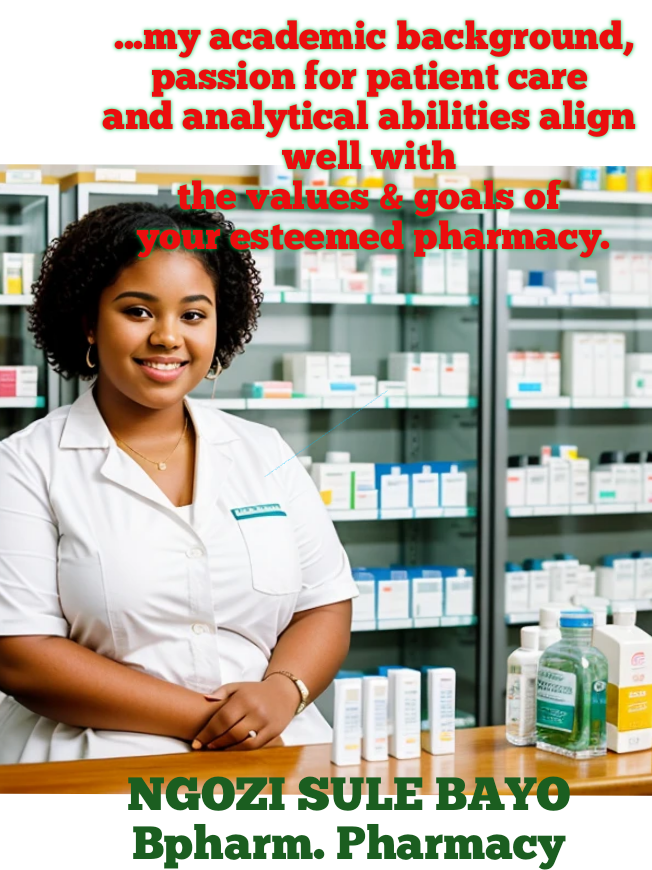 ...my academic background,
passion for patient care
and analytical abilities align
well with
the values & goals of
your esteemed pharmacy.
NGOZI SULE BAYO
Bpharm. Pharmacy